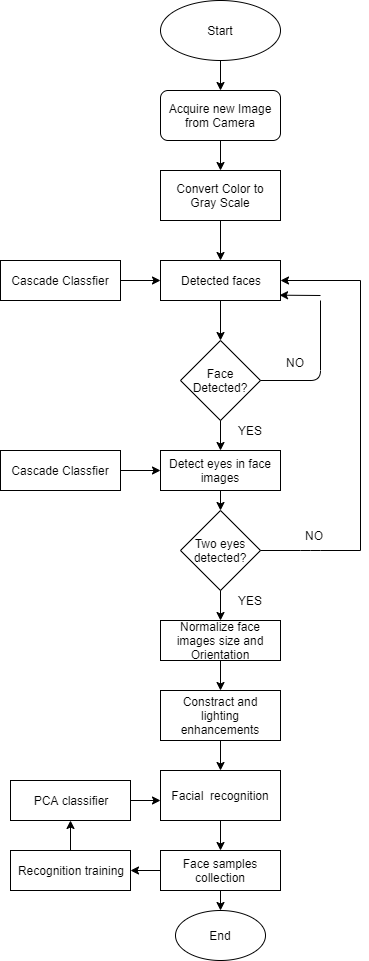 Start
Acquire new Image
from Camera
Convert Color to
Gray Scale
Cascade Classfier
Detected faces
Face
Detected?
NO
YES
Cascade Classfier
Detect eyes in face
images
Two eyes
detected?
NO
YES
Normalize face
images size and
Orientation
Constract and
lighting
enhancements
PCA classifier
Facial recognition
Recognition training
Face samples
collection
End